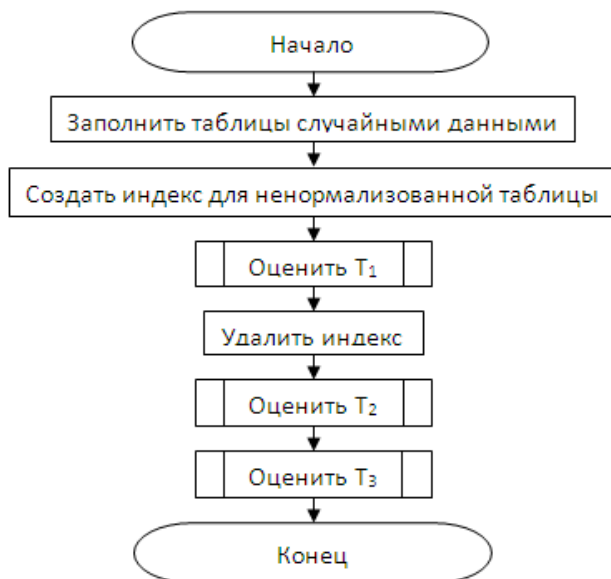 Начало
Заполнить таблицы случайными данными
Создать индекс для ненормализованной таблицы
Оценить T₁
Удалить индекс
Оценить T₂
Оценить T₃
Конец